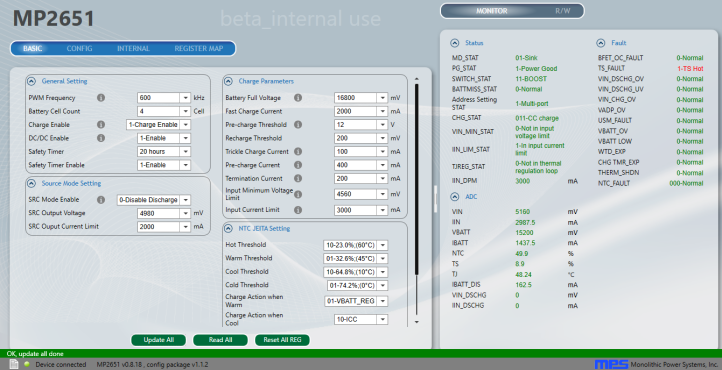 MP2651
beta_internal use
MONITOR R/W
BASIC CONFIG INTERNAL REGISTER MAP
General Setting
PWM Frequency 600 kHz
Battery Cell Count 4 Cell
Charge Enable 1-Charge Enable
DC/DC Enable 1-Enable
Safety Timer 20 hours
Safety Timer Enable 1-Enable
Source Mode Setting
SRC Mode Enable 0-Disable Discharge
SRC Output Voltage 4980 mV
SRC Ouput Current Limit 2000 mA
Charge Parameters
Battery Full Voltage 16800 mV
Fast Charge Current 2000 mA
Pre-charge Threshold 12 V
Recharge Threshold 200 mV
Trickle Charge Current 100 mA
Pre-charge Current 400 mA
Termination Current 200 mA
Input Minimum Voltage
Limit 4560 mV
Input Current Limit 3000 mA
NTC JEITA Setting
Hot Threshold 10-23.0%;(60°C)
Warm Threshold 01-32.6%;(45°C)
Cool Threshold 10-64.8%;(10°C)
Cold Threshold 01-74.2%;(0°C)
Charge Action when
Warm 01-VBATT_REG
Charge Action when
Cool 10-ICC
Update All Read All Reset All REG
Status
MD_STAT 01-Sink
PG_STAT 1-Power Good
SWITCH_STAT 11-BOOST
BATTMISS_STAT 0-Normal
Address Setting
STAT 1-Multi-port
CHG_STAT 011-CC charge
VIN_MIN_STAT 0-Not in input
voltage limit
IIN_LIM_STAT 1-In input current
limit
TJREG_STAT 0-Not in thermal
regulation loop
IIN_DPM 3000 mA
Fault
BFET_OC_FAULT 0-Normal
TS_FAULT 1-TS Hot
VIN_DSCHG_OV 0-Normal
VIN_DSCHG_UV 0-Normal
VIN_CHG_OV 0-Normal
VADP_OV 0-Normal
USM_FAULT 0-Normal
VBATT_OV 0-Normal
VBATT LOW 0-Normal
WTD_EXP 0-Normal
CHG TMR_EXP 0-Normal
THERM_SHDN 0-Normal
NTC_FAULT 000-Normal
ADC
VIN 5160 mV
IIN 2987.5 mA
VBATT 15200 mV
IBATT 1437.5 mA
NTC 49.9 %
TS 8.9 %
TJ 48.24 °C
IBATT_DIS 162.5 mA
VIN_DSCHG 0 mV
IIN_DSCHG 0 mA
OK, update all done
Device connected MP2651 v0.8.18 , config package v1.1.2
mps Monolithic Power Systems, Inc.